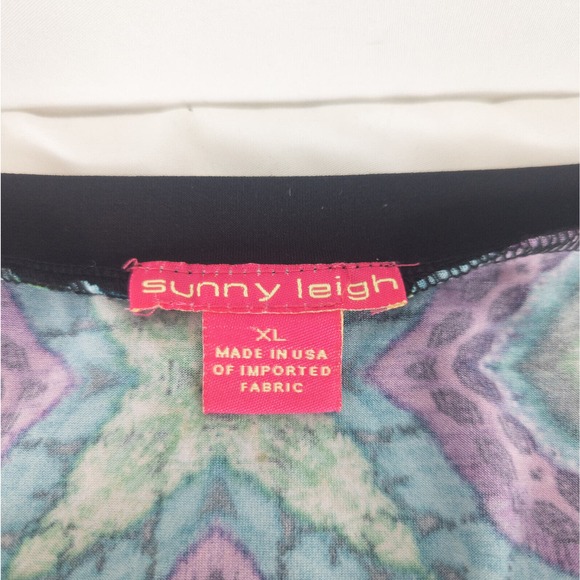 sunny leigh
XL
MADE IN USA
OF IMPORTED
FABRIC